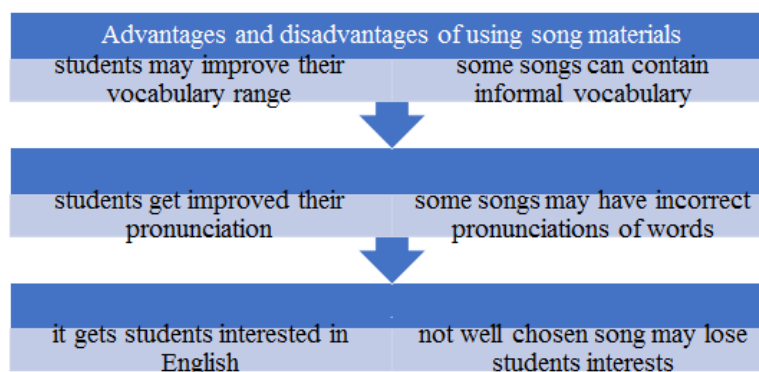 Advantages and disadvantages of using song materials
students may improve their
vocabulary range
some songs can contain
informal vocabulary
students get improved their
pronunciation
some songs may have incorrect
pronunciations of words
.
it gets students interested in
English
not well chosen song may lose
students interests